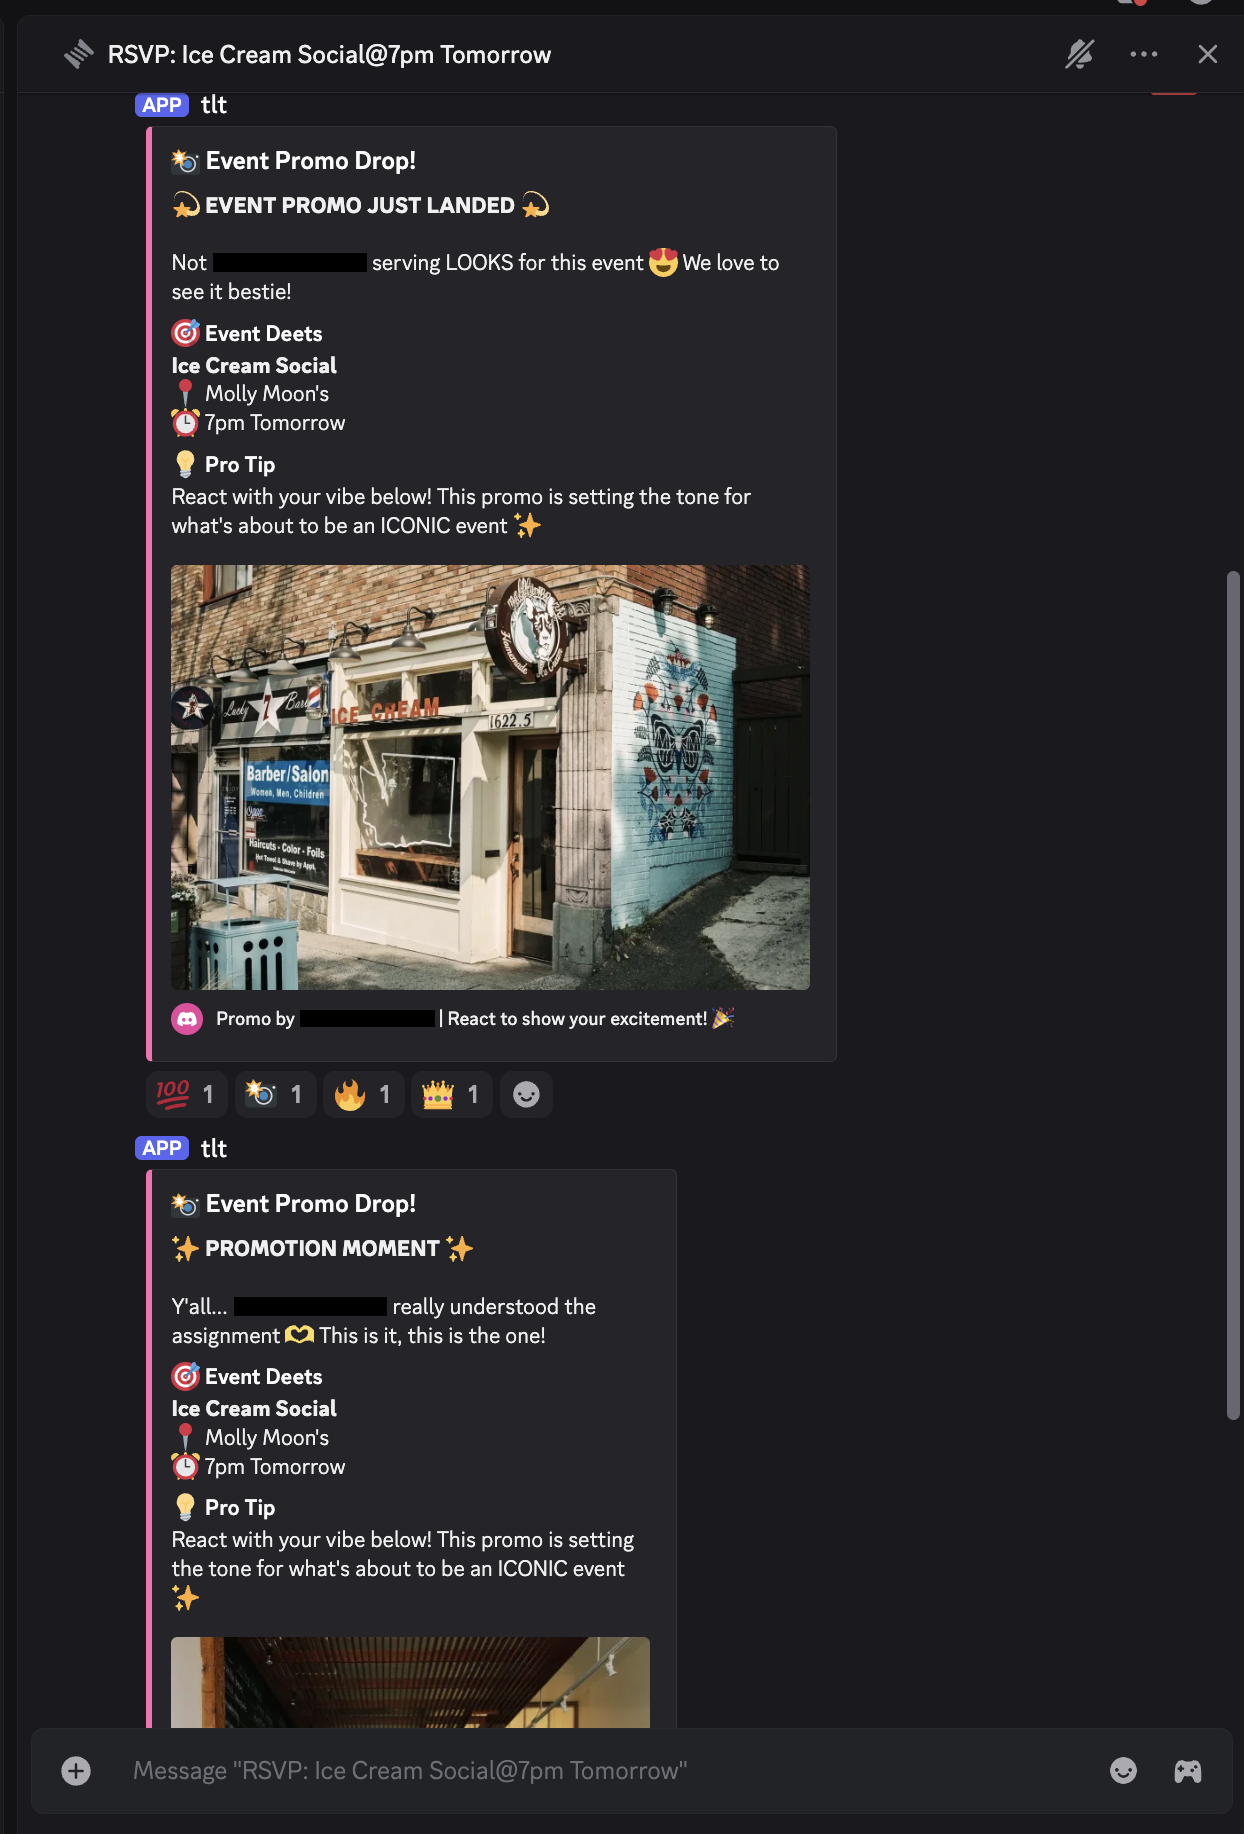 RSVP: Ice Cream Social@7pm Tomorrow
APP tlt
Event Promo Drop!
EVENT PROMO JUST LANDED
Not serving LOOKS for this event We love to
see it bestie!
Event Deets
Ice Cream Social
Molly Moon's
7pm Tomorrow
Pro Tip
React with your vibe below! This promo is setting the tone for
what's about to be an ICONIC event
Homemade Ice Cream
Lucky 7 Bar
ICE CREAM
1622.5
Barber/Salon
Women, Men, Children
Open
Haircuts - Color - Foils
Hot Towel & Shave by Appt.
Promo by | React to show your excitement!
100 1 1 1 1
APP tlt
Event Promo Drop!
PROMOTION MOMENT
Y'all... really understood the
assignment This is it, this is the one!
Event Deets
Ice Cream Social
Molly Moon's
7pm Tomorrow
Pro Tip
React with your vibe below! This promo is setting
the tone for what's about to be an ICONIC event
Message "RSVP: Ice Cream Social@7pm Tomorrow"